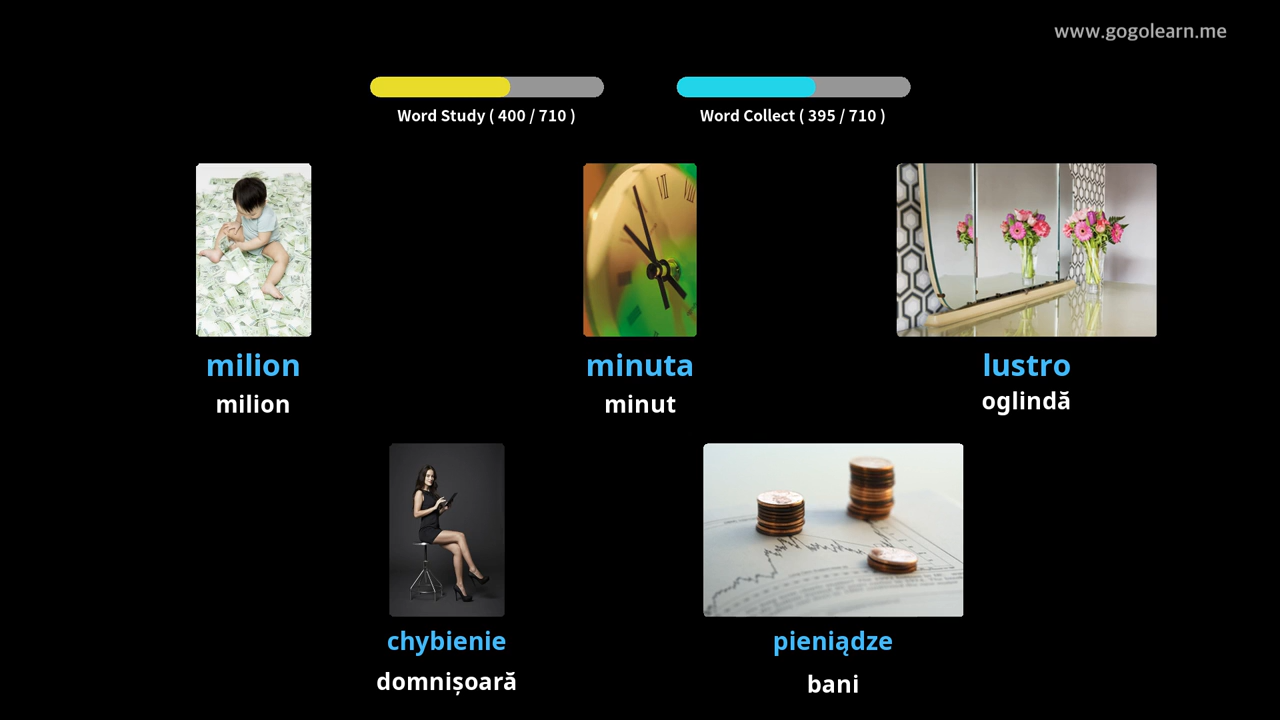 www.gogolearn.me
Word Study ( 400 / 710 )
Word Collect ( 395 / 710 )
milion
milion
minuta
minut
lustro
oglindă
chybienie
domnișoară
pieniądze
bani